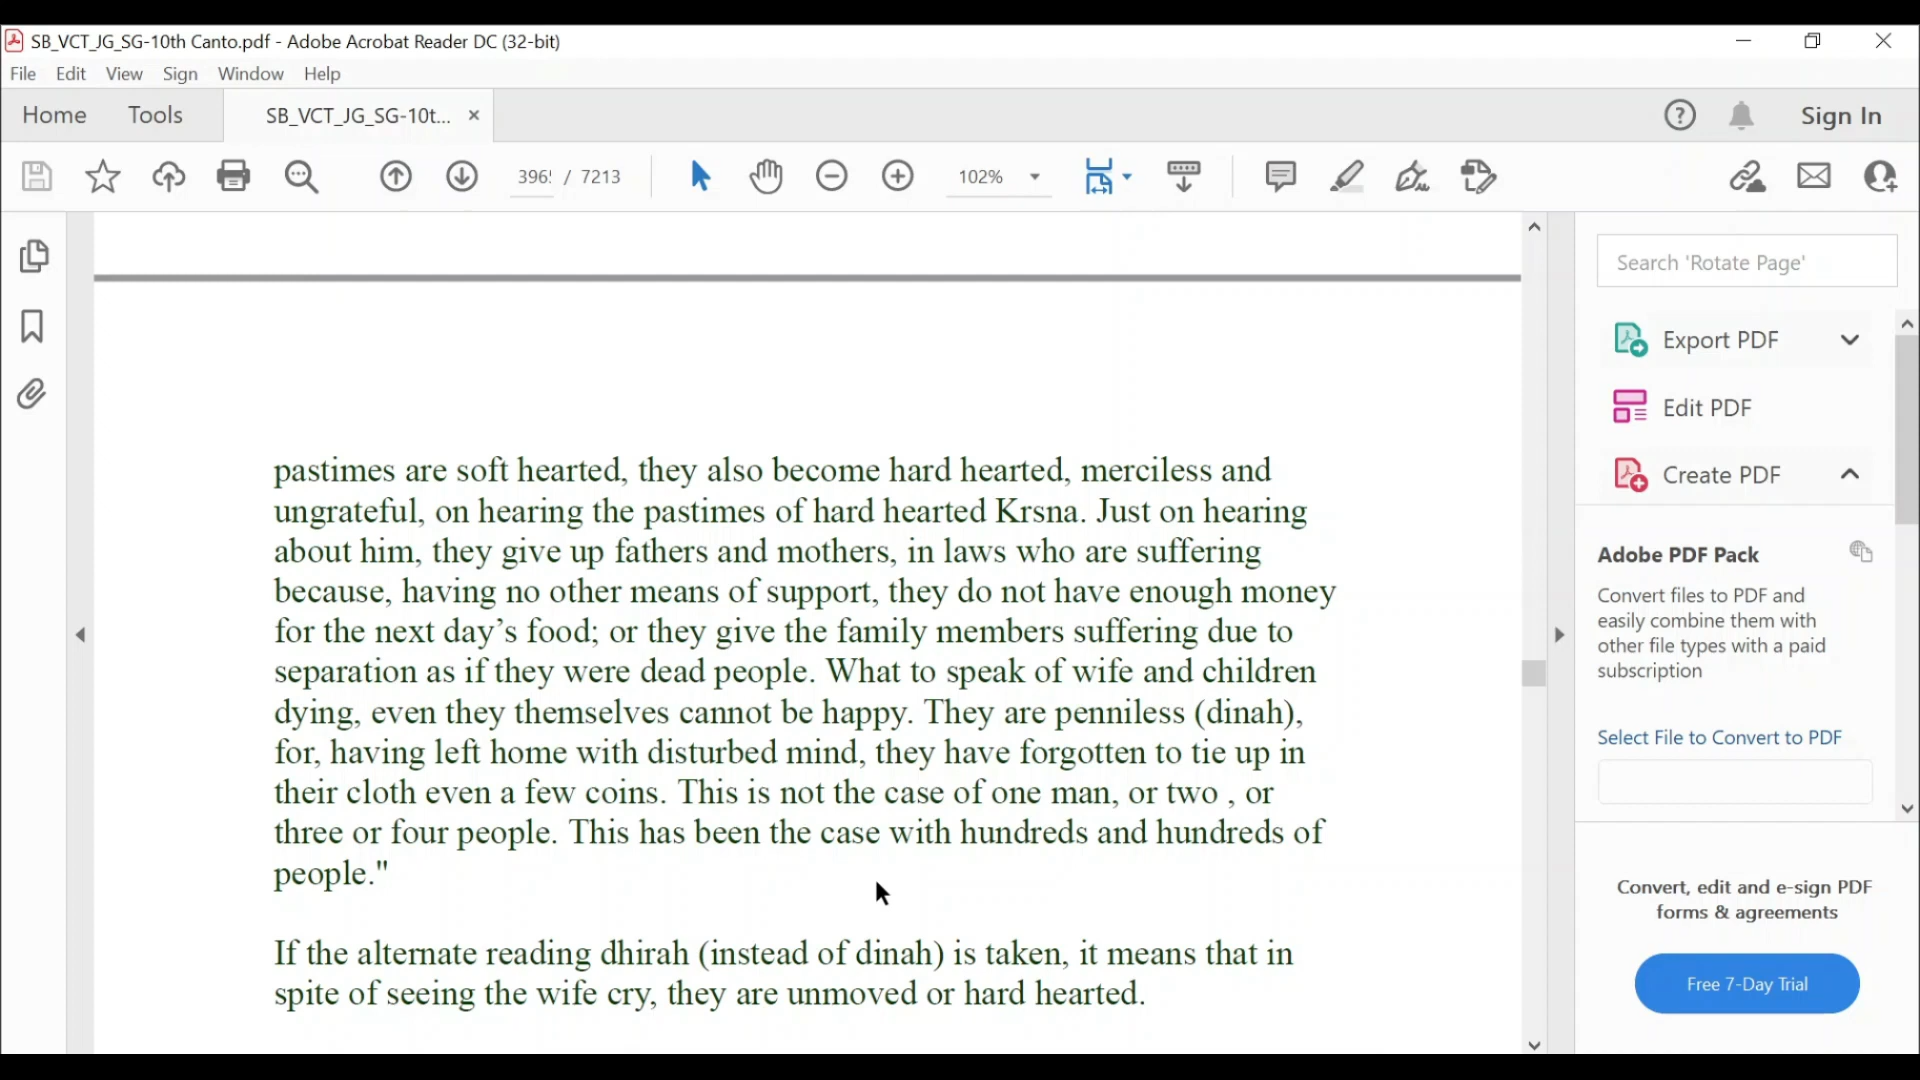 SB_VCT_JG_SG-10th Canto.pdf - Adobe Acrobat Reader DC (32-bit)
File Edit View Sign Window Help
Home Tools SB_VCT_JG_SG-10t... Sign In
396 / 7213 102%
Search 'Rotate Page'
Export PDF
Edit PDF
Create PDF
Adobe PDF Pack
Convert files to PDF and
easily combine them with
other file types with a paid
subscription
Select File to Convert to PDF
Convert, edit and e-sign PDF
forms & agreements
Free 7-Day Trial
pastimes are soft hearted, they also become hard hearted, merciless and
ungrateful, on hearing the pastimes of hard hearted Krsna. Just on hearing
about him, they give up fathers and mothers, in laws who are suffering
because, having no other means of support, they do not have enough money
for the next day’s food; or they give the family members suffering due to
separation as if they were dead people. What to speak of wife and children
dying, even they themselves cannot be happy. They are penniless (dinah),
for, having left home with disturbed mind, they have forgotten to tie up in
their cloth even a few coins. This is not the case of one man, or two , or
three or four people. This has been the case with hundreds and hundreds of
people."
If the alternate reading dhirah (instead of dinah) is taken, it means that in
spite of seeing the wife cry, they are unmoved or hard hearted.